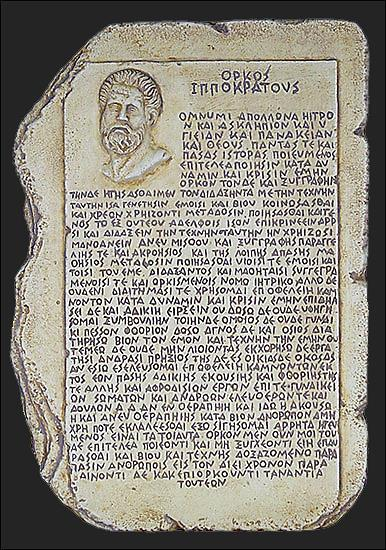 ΟΡΚΟΣ
ΙΠΠΟΚΡΑΤΟΥΣ
ΟΜΝΥΜΙ ΑΠΟΛΛΩΝΑ ΙΗΤΡΟ
Ν ΚΑΙ ΑΣΚΛΗΠΙΟΝ ΚΑΙ Υ
ΓΕΙΑΝ ΚΑΙ ΠΑΝΑΚΕΙΑΝ
ΚΑΙ ΘΕΟΥΣ ΠΑΝΤΑΣ ΤΕ ΚΑΙ
ΠΑΣΑΣ ΙΣΤΟΡΑΣ ΠΟΙΕΥΜΕΝΟΣ
ΕΠΙΤΕΛΕΑ ΠΟΙΗΣΕΙΝ ΚΑΤΑ ΔΥ
ΝΑΜΙΝ ΚΑΙ ΚΡΙΣΙΝ ΕΜΗΝ
ΟΡΚΟΝ ΤΟΝΔΕ ΚΑΙ ΞΥΓΓΡΑΦΗΝ
ΤΗΝΔΕ ΗΓΗΣΑΣΘΑΙ ΜΕΝ ΤΟΝ ΔΙΔΑΞΑΝΤΑ ΜΕ ΤΗΝ ΤΕΧΝΗΝ
ΤΑΥΤΗΝ ΙΣΑ ΓΕΝΕΤΗΣΙΝ ΕΜΟΙΣΙ ΚΑΙ ΒΙΟΥ ΚΟΙΝΩΣΑΣΘΑΙ
ΚΑΙ ΧΡΕΩΝ ΧΡΗΙΖΟΝΤΙ ΜΕΤΑΔΟΣΙΝ ΠΟΙΗΣΑΣΘΑΙ ΚΑΙ ΓΕ
ΝΟΣ ΤΟ ΕΞ ΩΥΤΕΟΥ ΑΔΕΛΦΟΙΣ ΙΣΟΝ ΕΠΙΚΡΙΝΕΕΙΝ ΑΡΡ
ΕΣΙ ΚΑΙ ΔΙΔΑΞΕΙΝ ΤΗΝ ΤΕΧΝΗΝ ΤΑΥΤΗΝ ΗΝ ΧΡΗΙΖΩΣΙ
ΜΑΝΘΑΝΕΙΝ ΑΝΕΥ ΜΙΣΘΟΥ ΚΑΙ ΞΥΓΓΡΑΦΗΣ ΠΑΡΑΓΓΕ
ΛΙΗΣ ΤΕ ΚΑΙ ΑΚΡΟΗΣΙΟΣ ΚΑΙ ΤΗΣ ΛΟΙΠΗΣ ΑΠΑΣΗΣ ΜΑ
ΘΗΣΙΟΣ ΜΕΤΑΔΟΣΙΝ ΠΟΙΗΣΑΣΘΑΙ ΥΙΟΙΣΙ ΤΕ ΕΜΟΙΣ ΚΑΙ
ΤΟΙΣΙ ΤΟΥ ΕΜΕ ΔΙΔΑΞΑΝΤΟΣ ΚΑΙ ΜΑΘΗΤΑΙΣΙ ΣΥΓΓΕΓΡΑ
ΜΜΕΝΟΙΣΙ ΤΕ ΚΑΙ ΩΡΚΙΣΜΕΝΟΙΣ ΝΟΜΩ ΙΗΤΡΙΚΩ ΑΛΛΩ ΔΕ
ΟΥΔΕΝΙ ΔΙΑΙΤΗΜΑΣΙ ΤΕ ΧΡΗΣΟΜΑΙ ΕΠ ΩΦΕΛΕΙΗ ΚΑΜ
ΝΟΝΤΩΝ ΚΑΤΑ ΔΥΝΑΜΙΝ ΚΑΙ ΚΡΙΣΙΝ ΕΜΗΝ ΕΠΙ ΔΗΛΗ
ΣΕΙ ΔΕ ΚΑΙ ΑΔΙΚΙΗ ΕΙΡΞΕΙΝ ΟΥ ΔΩΣΩ ΔΕ ΟΥΔΕ ΥΦΗΓΗ
ΣΟΜΑΙ ΞΥΜΒΟΥΛΙΗΝ ΤΟΙΗΝΔΕ ΟΜΟΙΩΣ ΔΕ ΟΥΔΕ ΓΥΝΑΙ
ΚΙ ΠΕΣΣΟΝ ΦΘΟΡΙΟΝ ΔΩΣΩ ΑΓΝΩΣ ΔΕ ΚΑΙ ΟΣΙΩΣ ΔΙΑ
ΤΗΡΗΣΩ ΒΙΟΝ ΤΟΝ ΕΜΟΝ ΚΑΙ ΤΕΧΝΗΝ ΤΗΝ ΕΜΗΝ ΟΥ
ΤΕΜΕΩ ΔΕ ΟΥΔΕ ΜΗΝ ΛΙΘΙΩΝΤΑΣ ΕΚΧΩΡΗΣΩ ΔΕ ΕΡΓΑ
ΤΗΣΙ ΑΝΔΡΑΣΙ ΠΡΗΞΙΟΣ ΤΗΣΔΕ ΕΣ ΟΙΚΙΑΣ ΔΕ ΟΚΟΣΑΣ
ΑΝ ΕΣΙΩ ΕΣΕΛΕΥΣΟΜΑΙ ΕΠ ΩΦΕΛΕΙΗ ΚΑΜΝΟΝΤΩΝ ΕΚ
ΤΟΣ ΕΩΝ ΠΑΣΗΣ ΑΔΙΚΙΗΣ ΕΚΟΥΣΙΗΣ ΚΑΙ ΦΘΟΡΙΗΣ ΤΗΣ
ΤΕ ΑΛΛΗΣ ΚΑΙ ΑΦΡΟΔΙΣΙΩΝ ΕΡΓΩΝ ΕΠΙ ΤΕ ΓΥΝΑΙΚΕΙ
ΩΝ ΣΩΜΑΤΩΝ ΚΑΙ ΑΝΔΡΩΩΝ ΕΛΕΥΘΕΡΩΝ ΤΕ ΚΑΙ
ΔΟΥΛΩΝ Α Δ ΑΝ ΕΝ ΘΕΡΑΠΕΙΗ Η ΙΔΩ Η ΑΚΟΥΣΩ
Η ΚΑΙ ΑΝΕΥ ΘΕΡΑΠΗΙΗΣ ΚΑΤΑ ΒΙΟΝ ΑΝΘΡΩΠΩΝ Α ΜΗ
ΧΡΗ ΠΟΤΕ ΕΚΛΑΛΕΕΣΘΑΙ ΕΞΩ ΣΙΓΗΣΟΜΑΙ ΑΡΡΗΤΑ ΗΓΕΥ
ΜΕΝΟΣ ΕΙΝΑΙ ΤΑ ΤΟΙΑΥΤΑ ΟΡΚΟΝ ΜΕΝ ΟΥΝ ΜΟΙ ΤΟΝ
ΔΕ ΕΠΙΤΕΛΕΑ ΠΟΙΕΟΝΤΙ ΚΑΙ ΜΗ ΞΥΓΧΕΟΝΤΙ ΕΙΗ ΕΠΑΥ
ΡΑΣΘΑΙ ΚΑΙ ΒΙΟΥ ΚΑΙ ΤΕΧΝΗΣ ΔΟΞΑΖΟΜΕΝΩ ΠΑΡΑ
ΠΑΣΙΝ ΑΝΘΡΩΠΟΙΣ ΕΙΣ ΤΟΝ ΑΙΕΙ ΧΡΟΝΟΝ ΠΑΡΑ
ΒΑΙΝΟΝΤΙ ΔΕ ΚΑΙ ΕΠΙΟΡΚΟΥΝΤΙ ΤΑΝΑΝΤΙΑ
ΤΟΥΤΕΩΝ